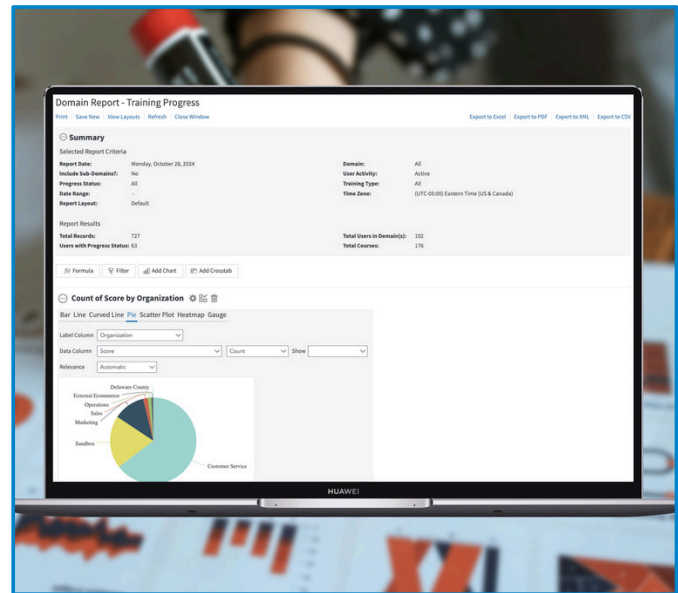 Domain Report - Training Progress
Print Save New View Layouts Refresh Close Window Export to Excel Export to PDF Export to XML Export to CSV
Summary
Selected Report Criteria
Report Date: Monday, October 28, 2024 Domain: All
Include Sub-Domains?: No User Activity: Active
Progress Status: All Training Type: All
Date Range: - Time Zone: (UTC-05:00) Eastern Time (US & Canada)
Report Layout: Default
Report Results
Total Records: 727 Total Users in Domain(s): 192
Users with Progress Status: 63 Total Courses: 176
Formula Filter Add Chart Add Crosstab
Count of Score by Organization
Bar Line Curved Line Pie Scatter Plot Heatmap Gauge
Label Column Organization
Data Column Score Count Show
Relevance Automatic
Delaware County
External Ecommerce
Operations
Sales
Marketing
Sandbox
Customer Service
HUAWEI